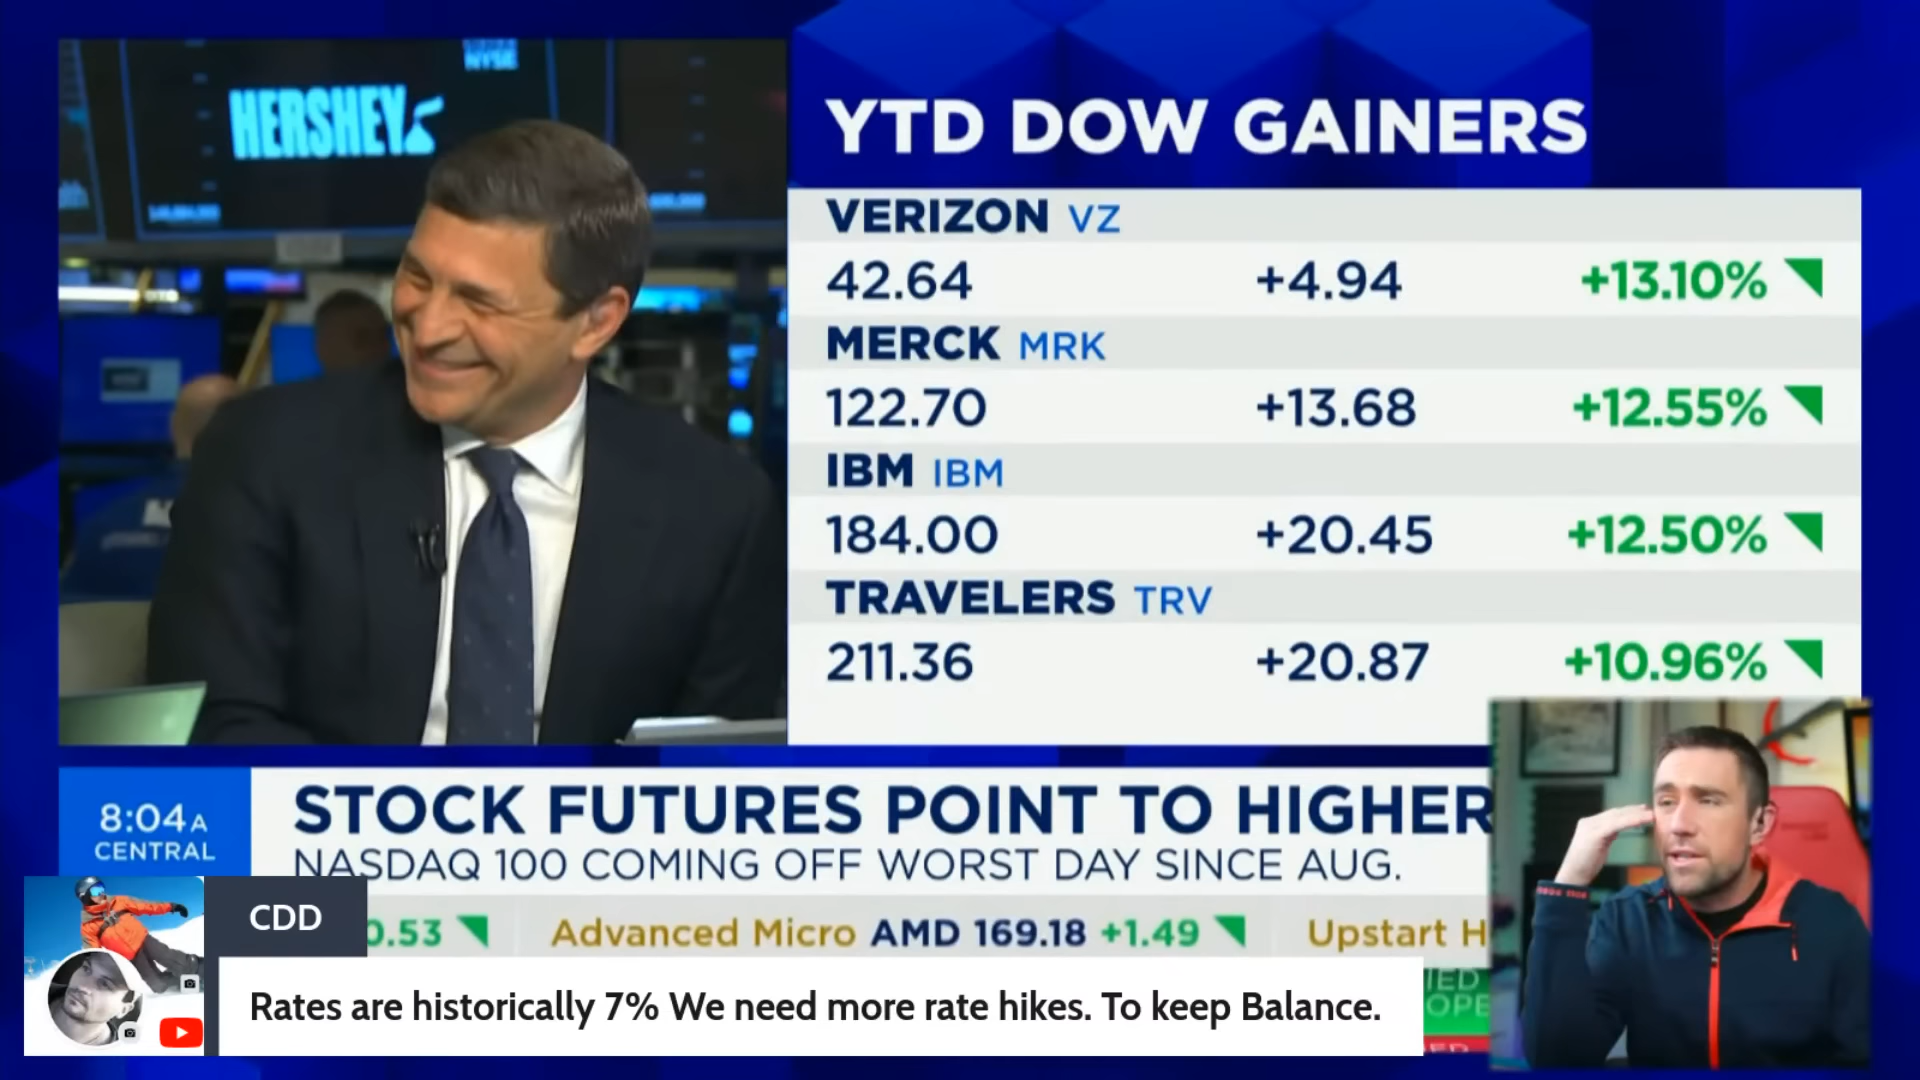 NYSE
HERSHEY
YTD DOW GAINERS
VERIZON VZ
42.64 +4.94 +13.10%
MERCK MRK
122.70 +13.68 +12.55%
IBM IBM
184.00 +20.45 +12.50%
TRAVELERS TRV
211.36 +20.87 +10.96%
8:04A
CENTRAL
STOCK FUTURES POINT TO HIGHER
NASDAQ 100 COMING OFF WORST DAY SINCE AUG.
0.53 Advanced Micro AMD 169.18 +1.49 Upstart H
CDD
Rates are historically 7% We need more rate hikes. To keep Balance.